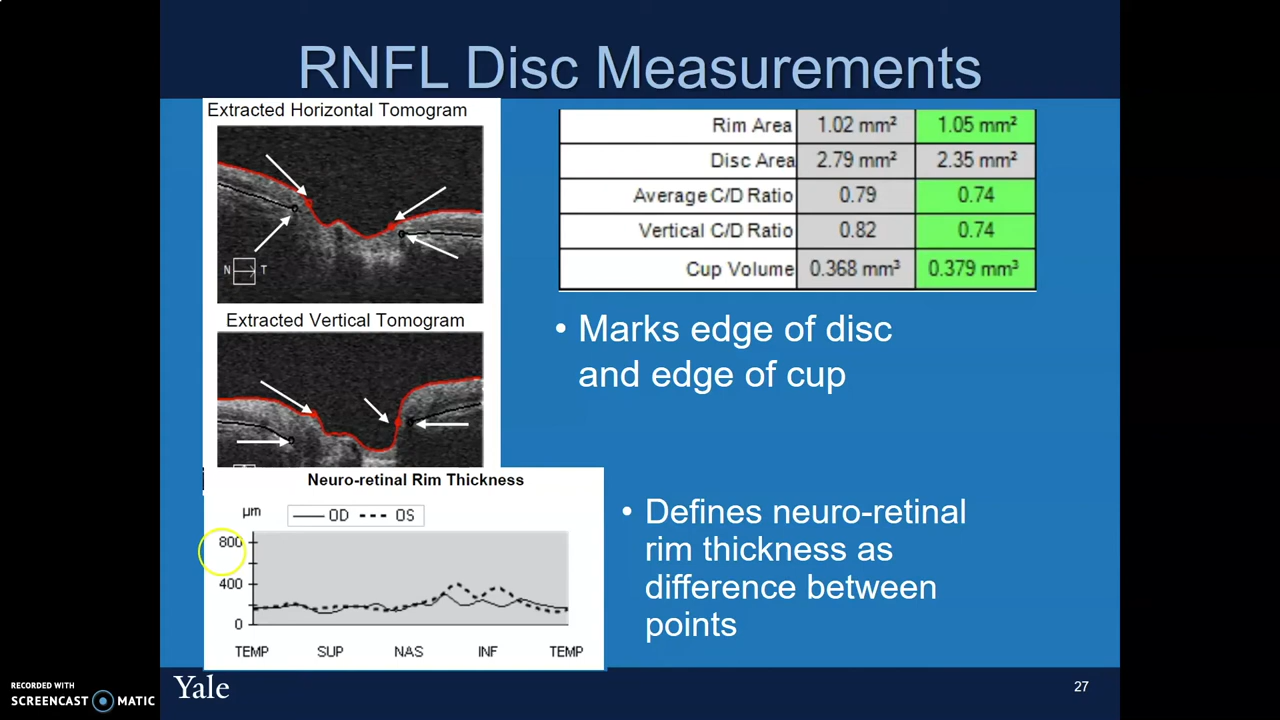 RNFL Disc Measurements
Extracted Horizontal Tomogram
N T
Extracted Vertical Tomogram
Rim Area 1.02 mm² 1.05 mm²
Disc Area 2.79 mm² 2.35 mm²
Average C/D Ratio 0.79 0.74
Vertical C/D Ratio 0.82 0.74
Cup Volume 0.368 mm³ 0.379 mm³
• Marks edge of disc
and edge of cup
Neuro-retinal Rim Thickness
µm
OD OS
800
400
0
TEMP SUP NAS INF TEMP
• Defines neuro-retinal
rim thickness as
difference between
points
RECORDED WITH
SCREENCAST MATIC
Yale
27